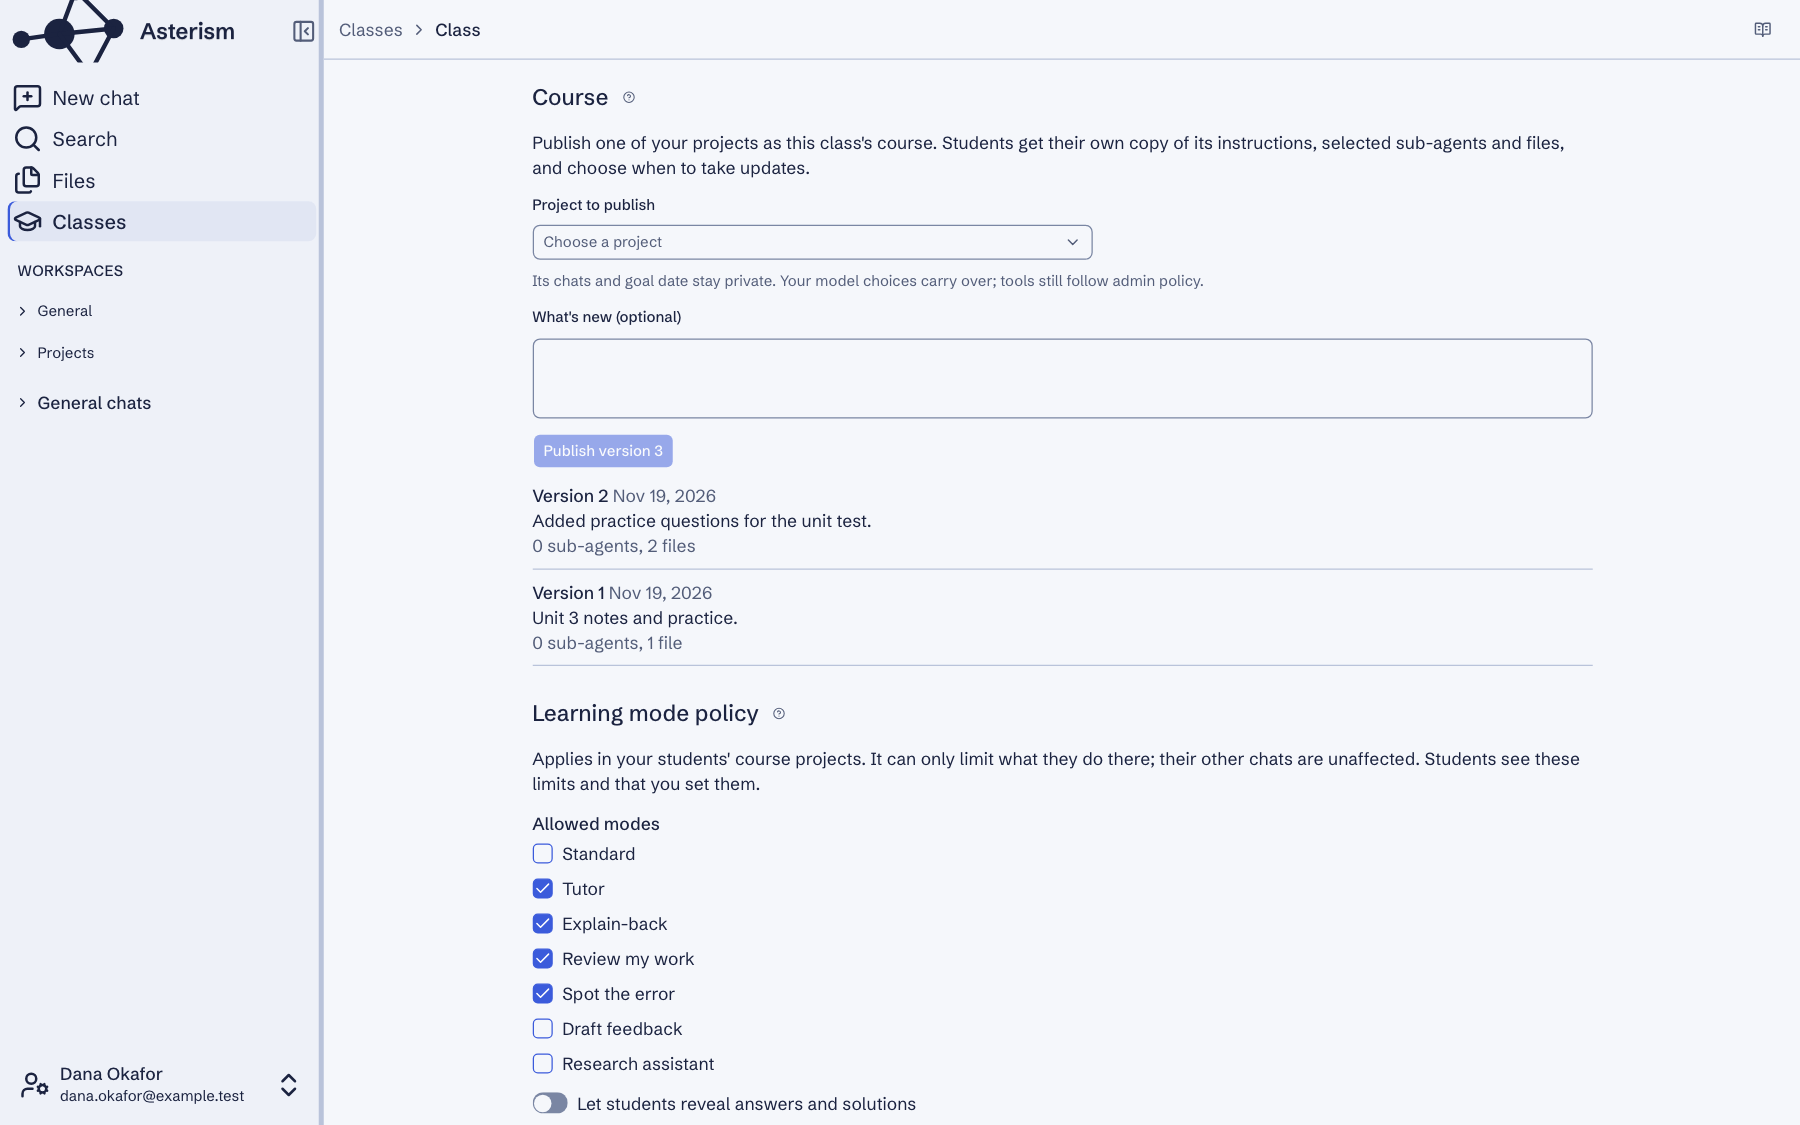 Asterism
Classes > Class
New chat
Search
Files
Classes
WORKSPACES
General
Projects
General chats
Dana Okafor
dana.okafor@example.test
Course
Publish one of your projects as this class's course. Students get their own copy of its instructions, selected sub-agents and files,
and choose when to take updates.
Project to publish
Choose a project
Its chats and goal date stay private. Your model choices carry over; tools still follow admin policy.
What's new (optional)
Publish version 3
Version 2 Nov 19, 2026
Added practice questions for the unit test.
0 sub-agents, 2 files
Version 1 Nov 19, 2026
Unit 3 notes and practice.
0 sub-agents, 1 file
Learning mode policy
Applies in your students' course projects. It can only limit what they do there; their other chats are unaffected. Students see these
limits and that you set them.
Allowed modes
Standard
Tutor
Explain-back
Review my work
Spot the error
Draft feedback
Research assistant
Let students reveal answers and solutions